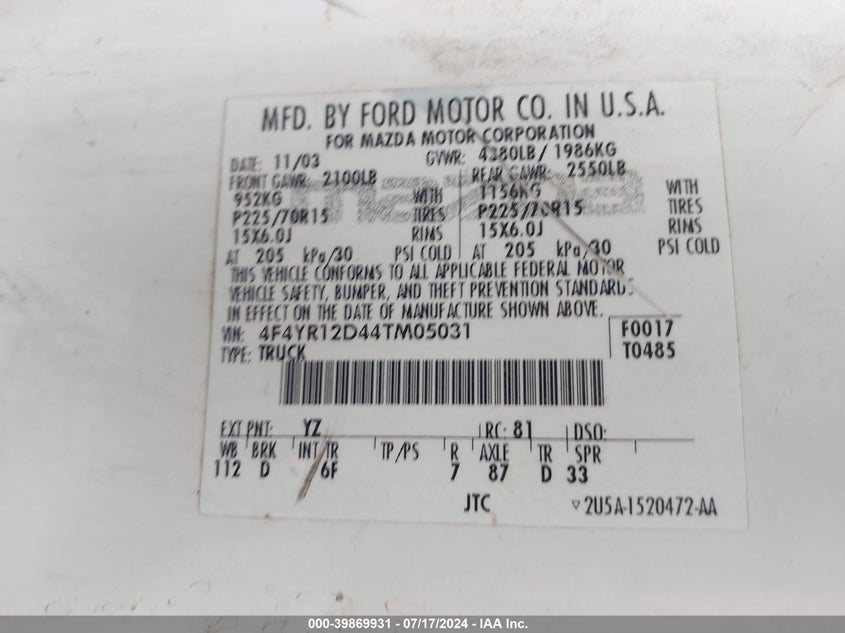 MFD. BY FORD MOTOR CO. IN U.S.A.
FOR MAZDA MOTOR CORPORATION
DATE: 11/03 GVWR: 4380LB/ 1986KG
FRONT GAWR: 2100LB REAR GAWR: 2550LB
952KG WITH 1156KG WITH
P225/70R15 TIRES P225/70R15 TIRES
15X6.0J RIMS 15X6.0J RIMS
AT 205 kPa/30 PSI COLD AT 205 kPa/30 PSI COLD
THIS VEHICLE CONFORMS TO ALL APPLICABLE FEDERAL MOTOR
VEHICLE SAFETY, BUMPER, AND THEFT PREVENTION STANDARDS
IN EFFECT ON THE DATE OF MANUFACTURE SHOWN ABOVE.
VIN: 4F4YR12D44TM05031 F0017
TYPE: TRUCK T0485
EXT PNT: YZ RC: 81 DSO:
WB BRK INT TR TP/PS R AXLE TR SPR
112 D 6F 7 87 D 33
JTC 2U5A-1520472-AA
000-39869931 - 07/17/2024 - IAA Inc.